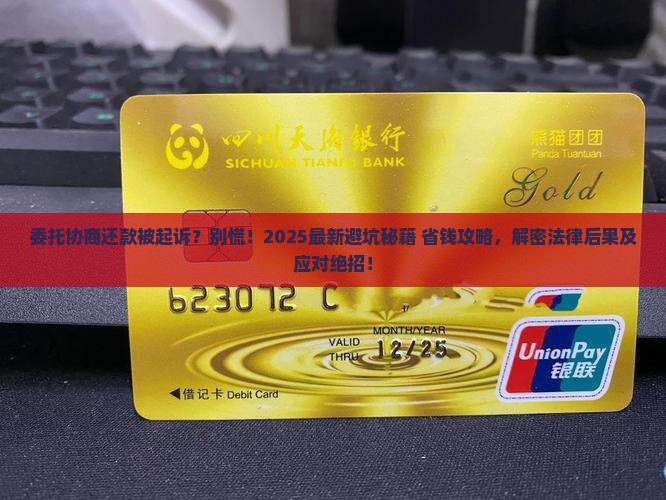 四川天府银行
SICHUAN TIANFU BANK
熊猫团团
Panda Tuantuan
Gold
委托协商还款被起诉？别慌！2025最新避坑秘藉 省钱攻略，解密法律后果及
应对绝招！
623072 C
MONTH/YEAR
VALID
THRU 12/25
UnionPay
银联
◀借记卡 Debit Card